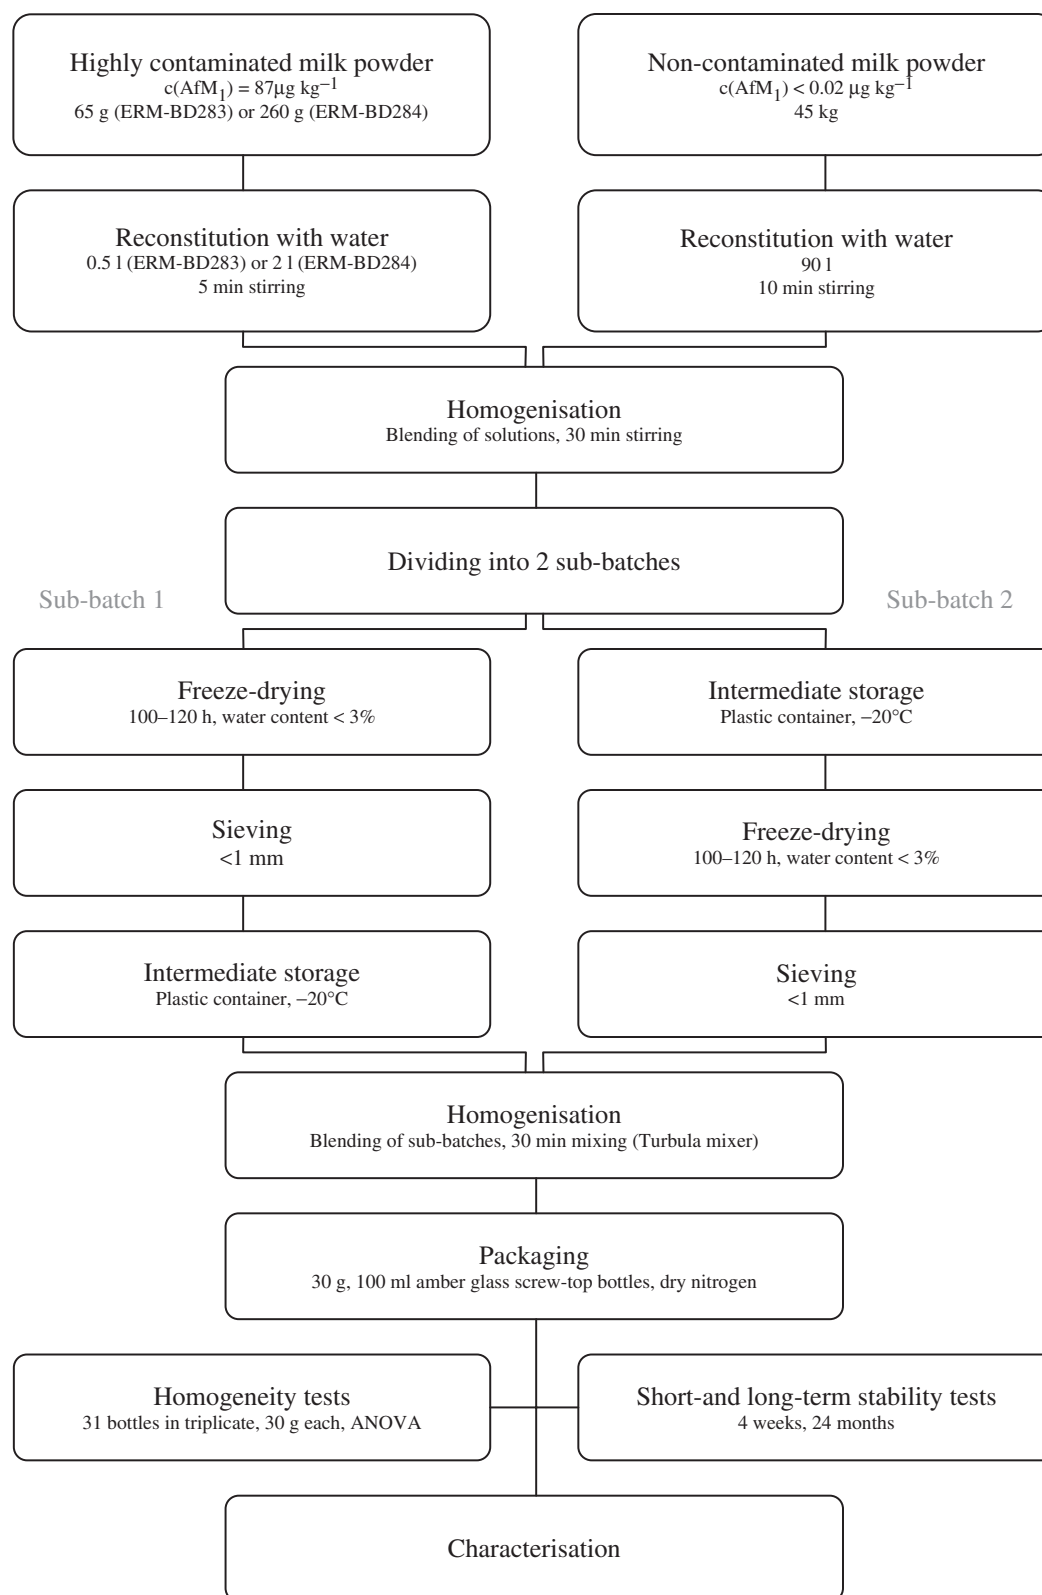 Highly contaminated milk powder
c(AfM1) = 87μg kg−1
65 g (ERM-BD283) or 260 g (ERM-BD284)
Non-contaminated milk powder
c(AfM1) < 0.02 μg kg−1
45 kg
Reconstitution with water
0.5 l (ERM-BD283) or 2 l (ERM-BD284)
5 min stirring
Reconstitution with water
90 l
10 min stirring
Homogenisation
Blending of solutions, 30 min stirring
Dividing into 2 sub-batches
Sub-batch 1
Sub-batch 2
Freeze-drying
100–120 h, water content < 3%
Intermediate storage
Plastic container, −20°C
Sieving
<1 mm
Freeze-drying
100–120 h, water content < 3%
Intermediate storage
Plastic container, −20°C
Sieving
<1 mm
Homogenisation
Blending of sub-batches, 30 min mixing (Turbula mixer)
Packaging
30 g, 100 ml amber glass screw-top bottles, dry nitrogen
Homogeneity tests
31 bottles in triplicate, 30 g each, ANOVA
Short-and long-term stability tests
4 weeks, 24 months
Characterisation